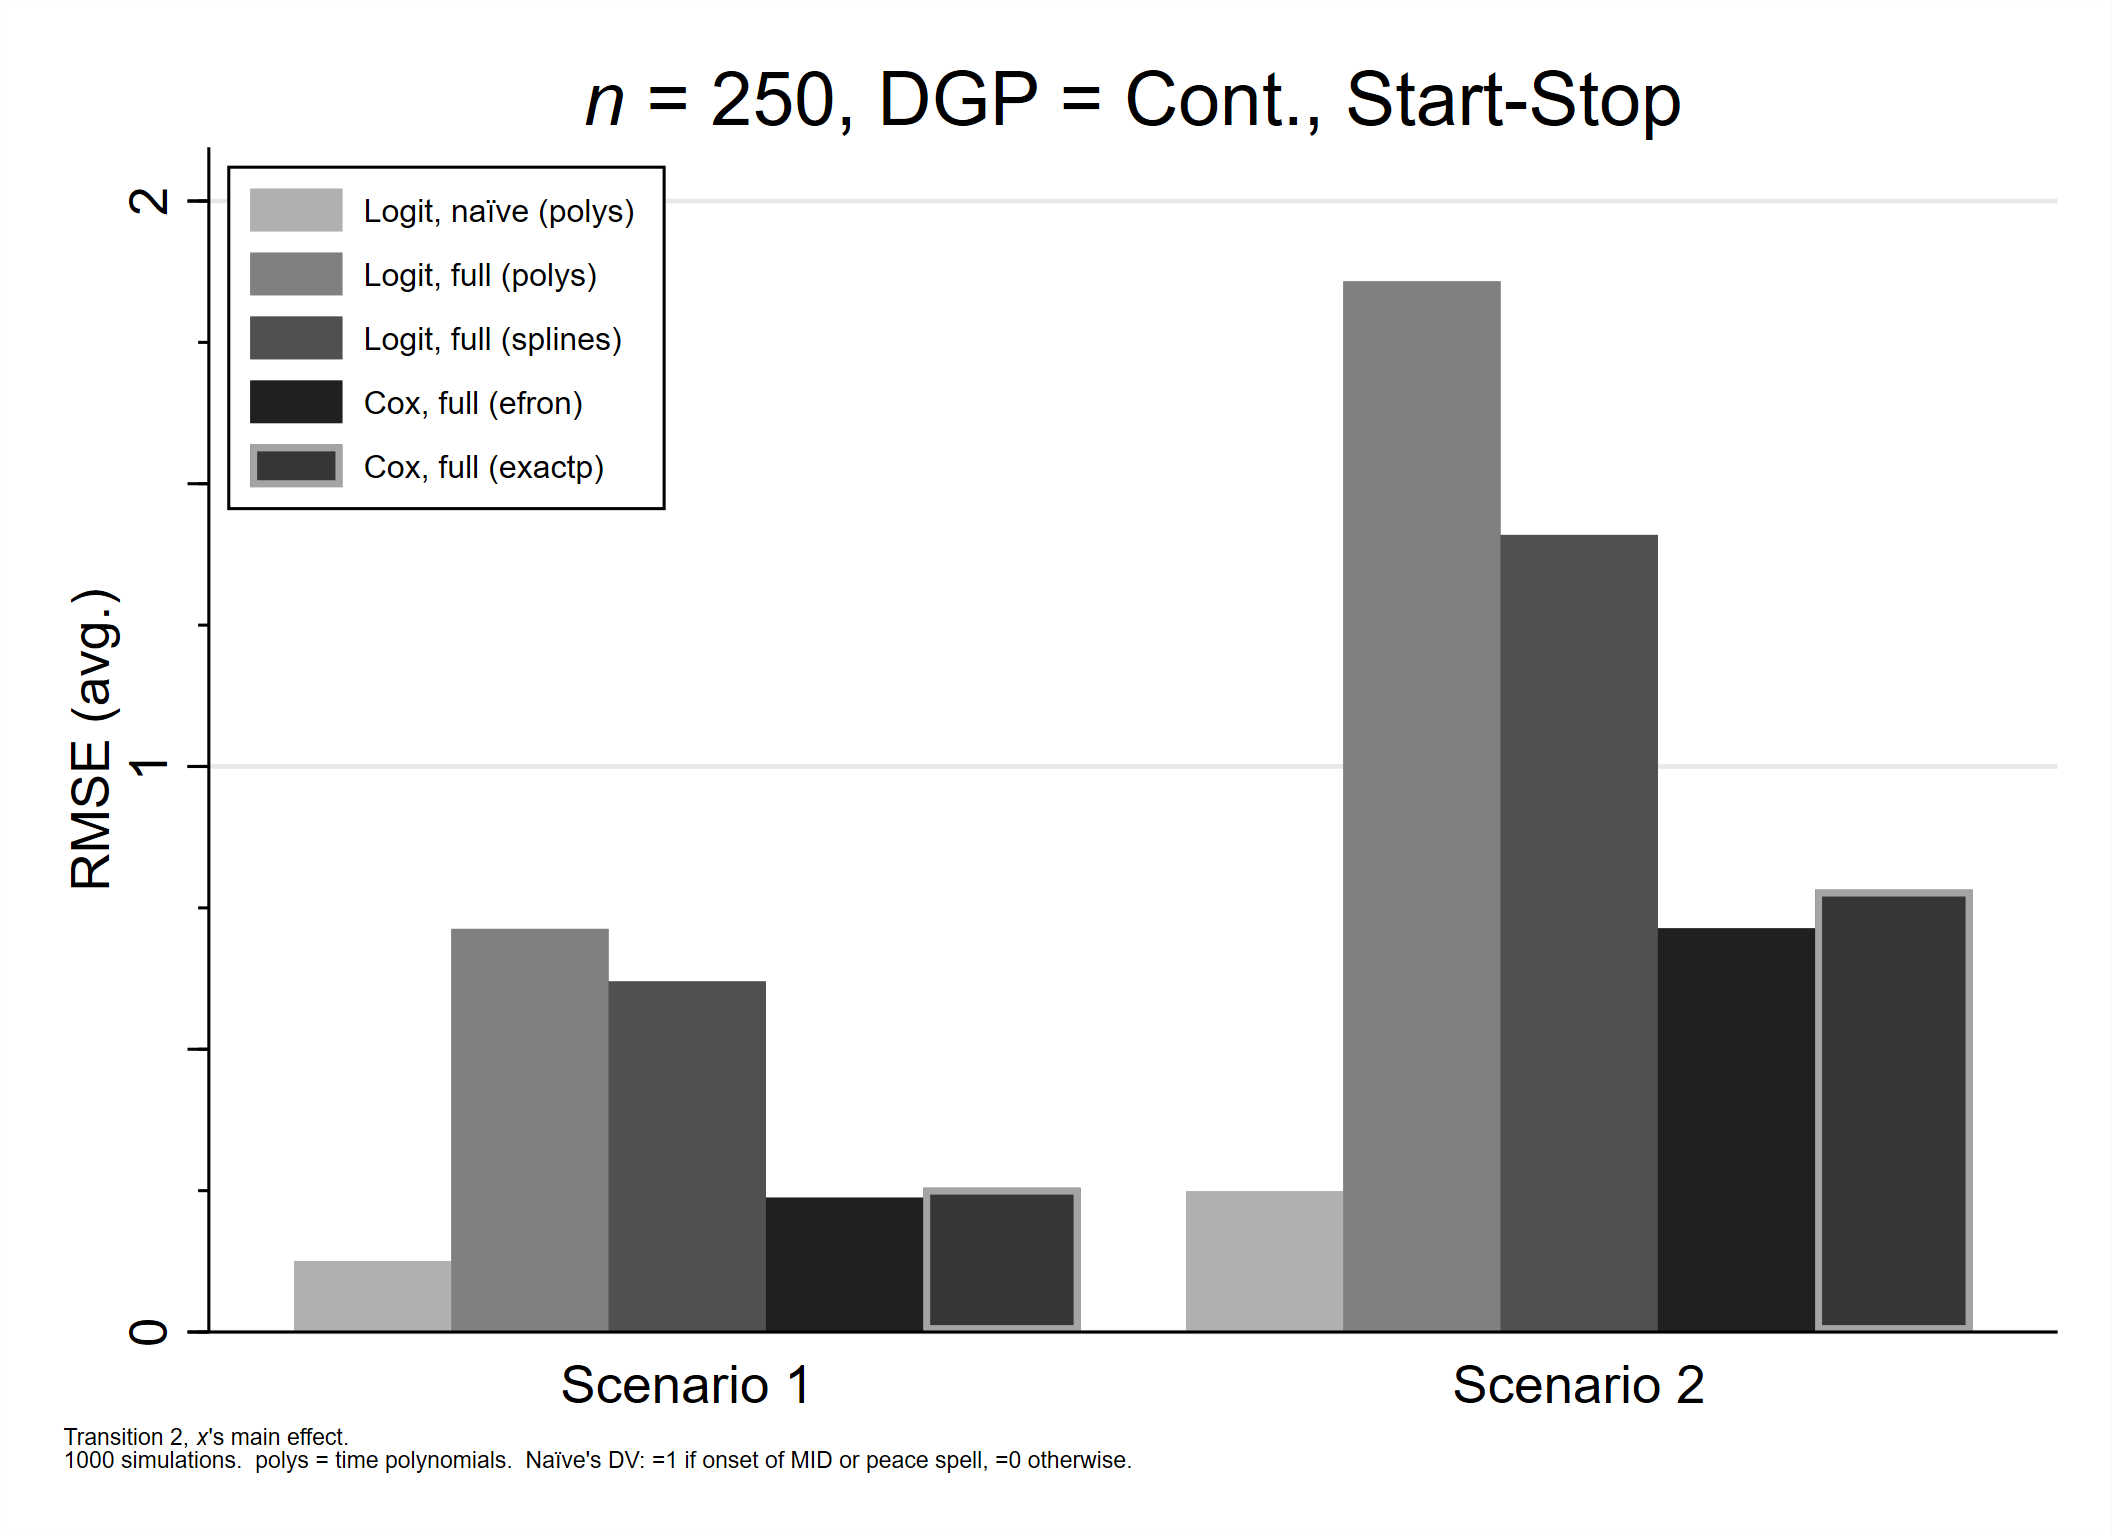 n = 250, DGP = Cont., Start-Stop
Logit, naïve (polys)
Logit, full (polys)
Logit, full (splines)
Cox, full (efron)
Cox, full (exactp)
RMSE (avg.)
2
1
0
Scenario 1
Scenario 2
Transition 2, x's main effect.
1000 simulations.  polys = time polynomials.  Naïve's DV: =1 if onset of MID or peace spell, =0 otherwise.